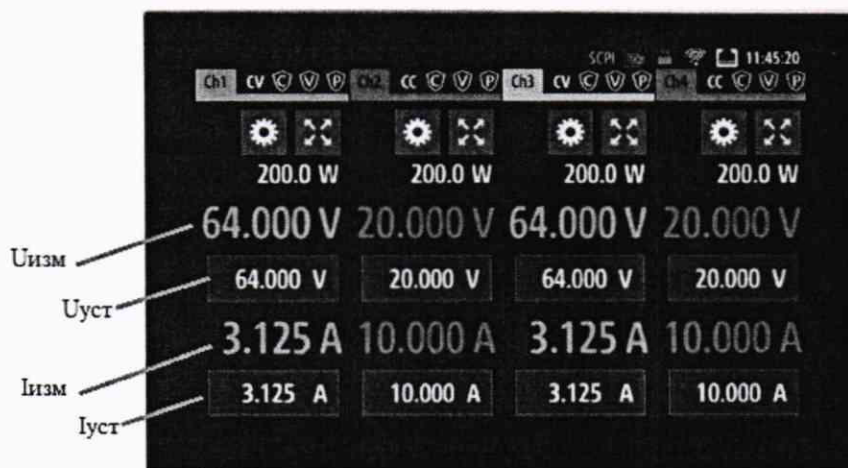 SCPI 11:45:20
Ch1 CV C V P Ch2 CC C V P Ch3 CV C V P Ch4 CC C V P
200.0 W 200.0 W 200.0 W 200.0 W
64.000 V 20.000 V 64.000 V 20.000 V
Uизм
64.000 V 20.000 V 64.000 V 20.000 V
Uуст
3.125 A 10.000 A 3.125 A 10.000 A
Iизм
3.125 A 10.000 A 3.125 A 10.000 A
Iуст